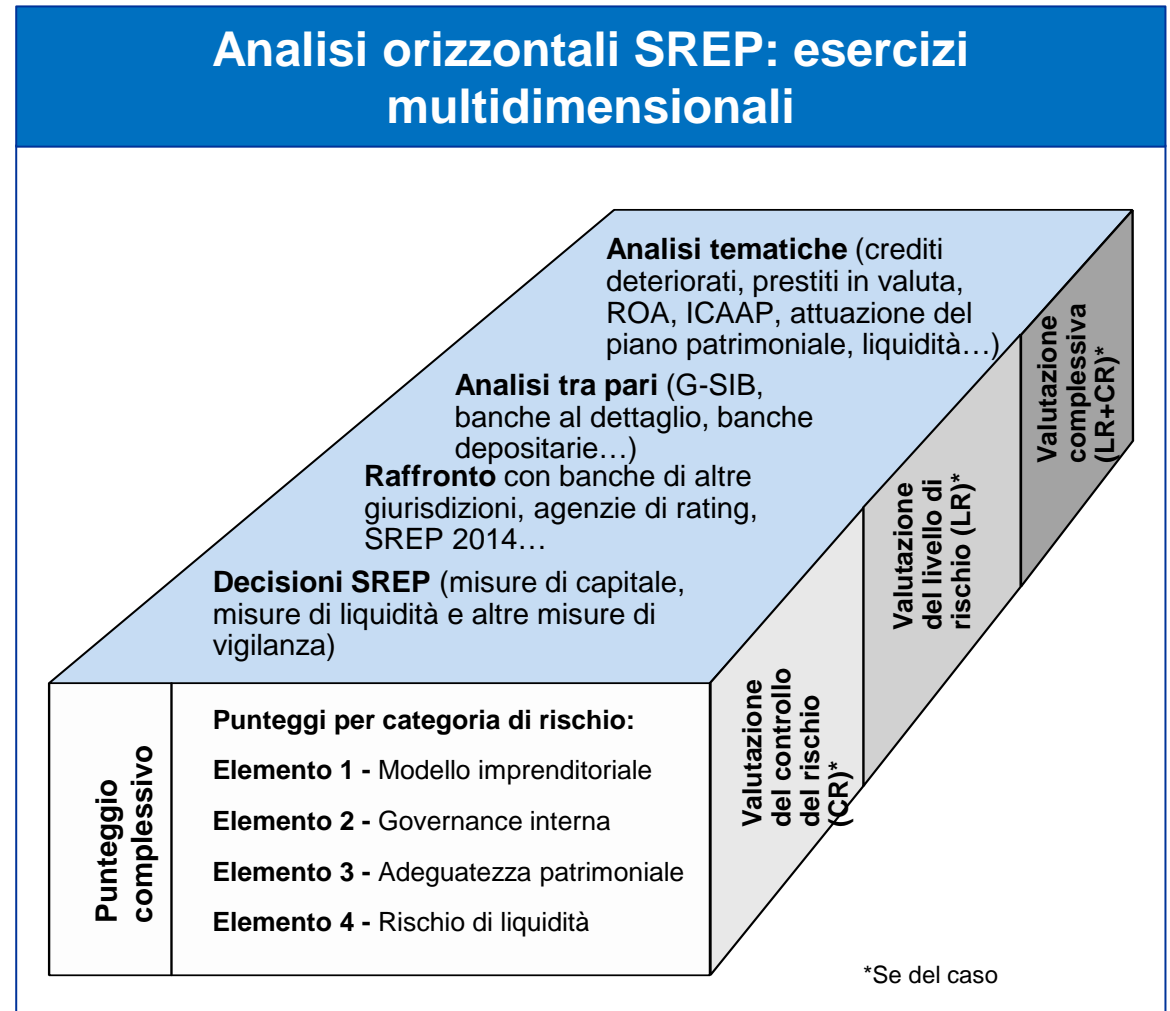 Analisi orizzontali SREP: esercizi
multidimensionali
Analisi tematiche (crediti
deteriorati, prestiti in valuta,
ROA, ICAAP, attuazione del
piano patrimoniale, liquidità…)
Analisi tra pari (G-SIB,
banche al dettaglio, banche
depositarie…)
Raffronto con banche di altre
giurisdizioni, agenzie di rating,
SREP 2014…
Decisioni SREP (misure di capitale,
misure di liquidità e altre misure di
vigilanza)
Punteggio
complessivo
Punteggi per categoria di rischio:
Elemento 1 - Modello imprenditoriale
Elemento 2 - Governance interna
Elemento 3 - Adeguatezza patrimoniale
Elemento 4 - Rischio di liquidità
Valutazione
del controllo
del rischio
(CR)*
Valutazione
del livello di
rischio (LR)*
Valutazione
complessiva
(LR+CR)*
*Se del caso